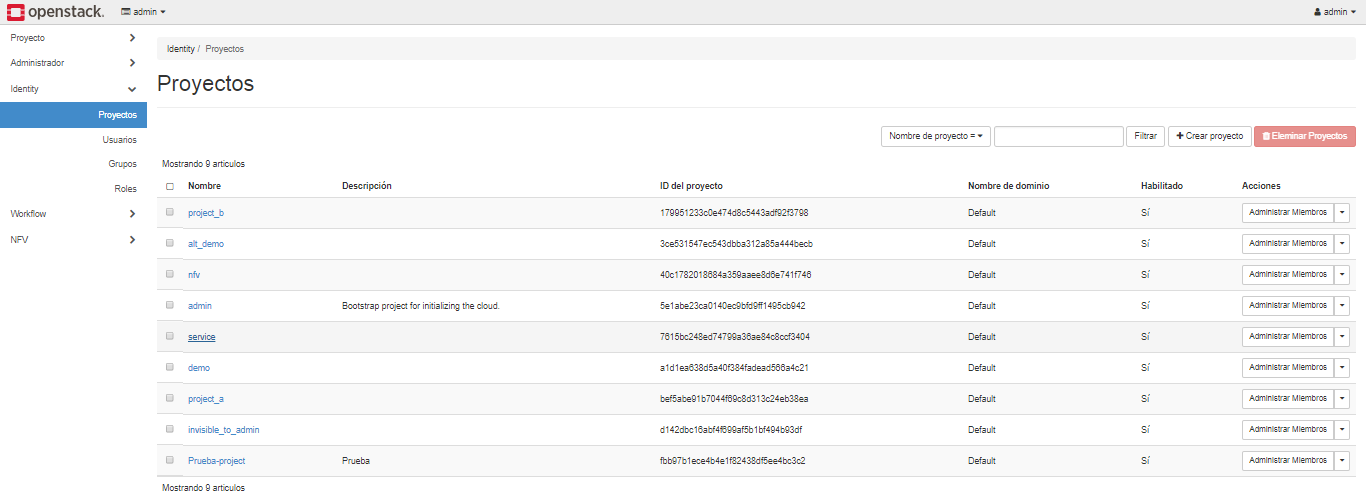 openstack. admin admin
Proyecto
Administrador
Identity
Proyectos
Usuarios
Grupos
Roles
Workflow
NFV
Identity / Proyectos
Proyectos
Nombre de proyecto = Filtrar Crear proyecto Eleminar Proyectos
Mostrando 9 articulos
Nombre Descripción ID del proyecto Nombre de dominio Habilitado Acciones
project_b 179951233c0e474d8c5443adf92f3798 Default Sí Administrar Miembros
alt_demo 3ce531547ec543dbba312a85a444becb Default Sí Administrar Miembros
nfv 40c1782018684a359aaee8d6e741f746 Default Sí Administrar Miembros
admin Bootstrap project for initializing the cloud. 5e1abe23ca0140ec9bfd9ff1495cb942 Default Sí Administrar Miembros
service 7615bc248ed74799a36ae84c8ccf3404 Default Sí Administrar Miembros
demo a1d1ea638d5a40f384fadead566a4c21 Default Sí Administrar Miembros
project_a bef5abe91b7044f69c8d313c24eb38ea Default Sí Administrar Miembros
invisible_to_admin d142dbc16abf4f699af5b1bf494b93df Default Sí Administrar Miembros
Prueba-project Prueba fbb97b1ece4b4e1f82438df5ee4bc3c2 Default Sí Administrar Miembros
Mostrando 9 articulos